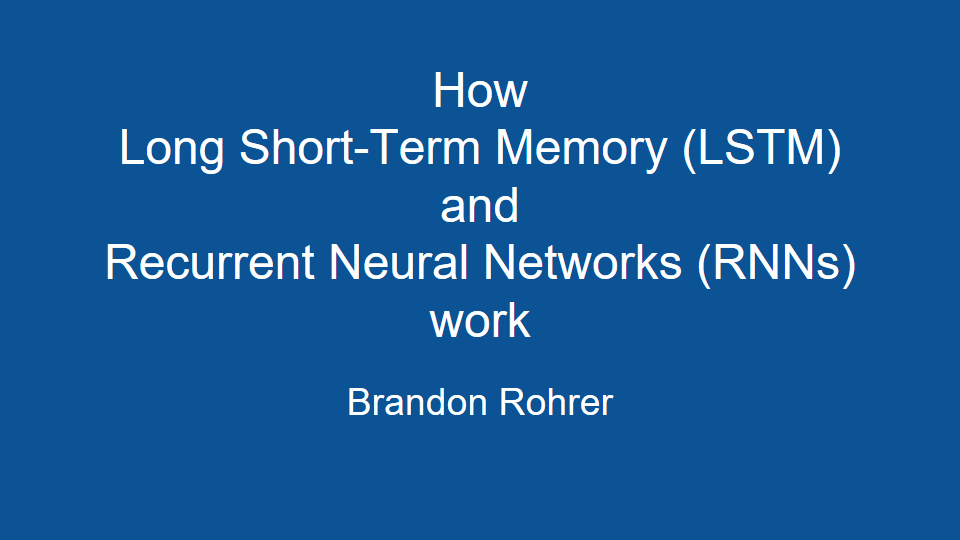 How
Long Short-Term Memory (LSTM)
and
Recurrent Neural Networks (RNNs)
work
Brandon Rohrer